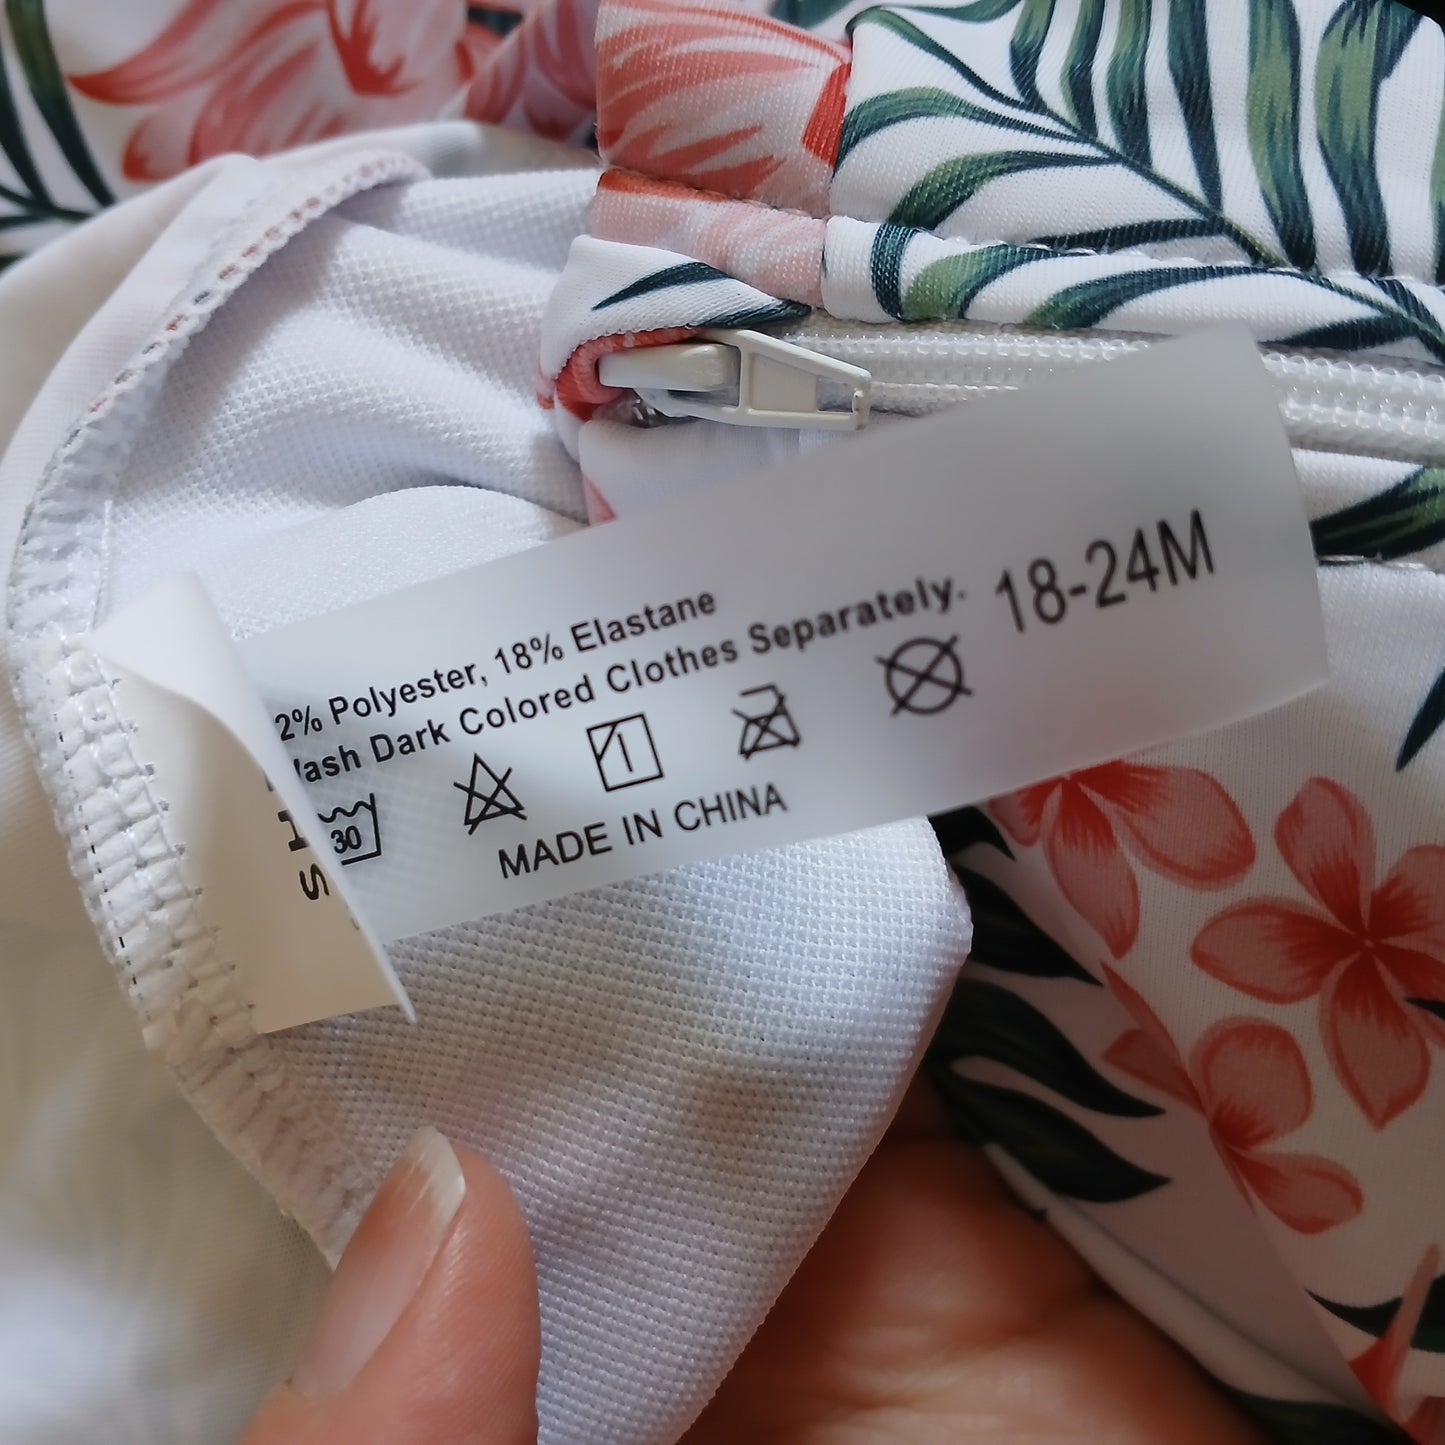 2% Polyester, 18% Elastane
Wash Dark Colored Clothes Separately.
18-24M
30
MADE IN CHINA